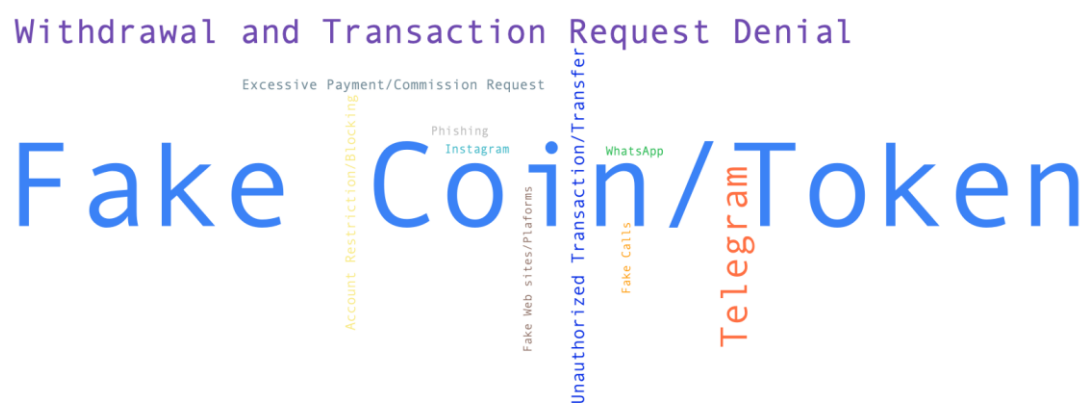 Withdrawal and Transaction Request Denial
Excessive Payment/Commission Request
Phishing
Instagram
WhatsApp
Fake Coin/Token
Account Restriction/Blocking
Fake Web sites/Plaforms
Unauthorized Transaction/Transfer
Fake Calls
Telegram